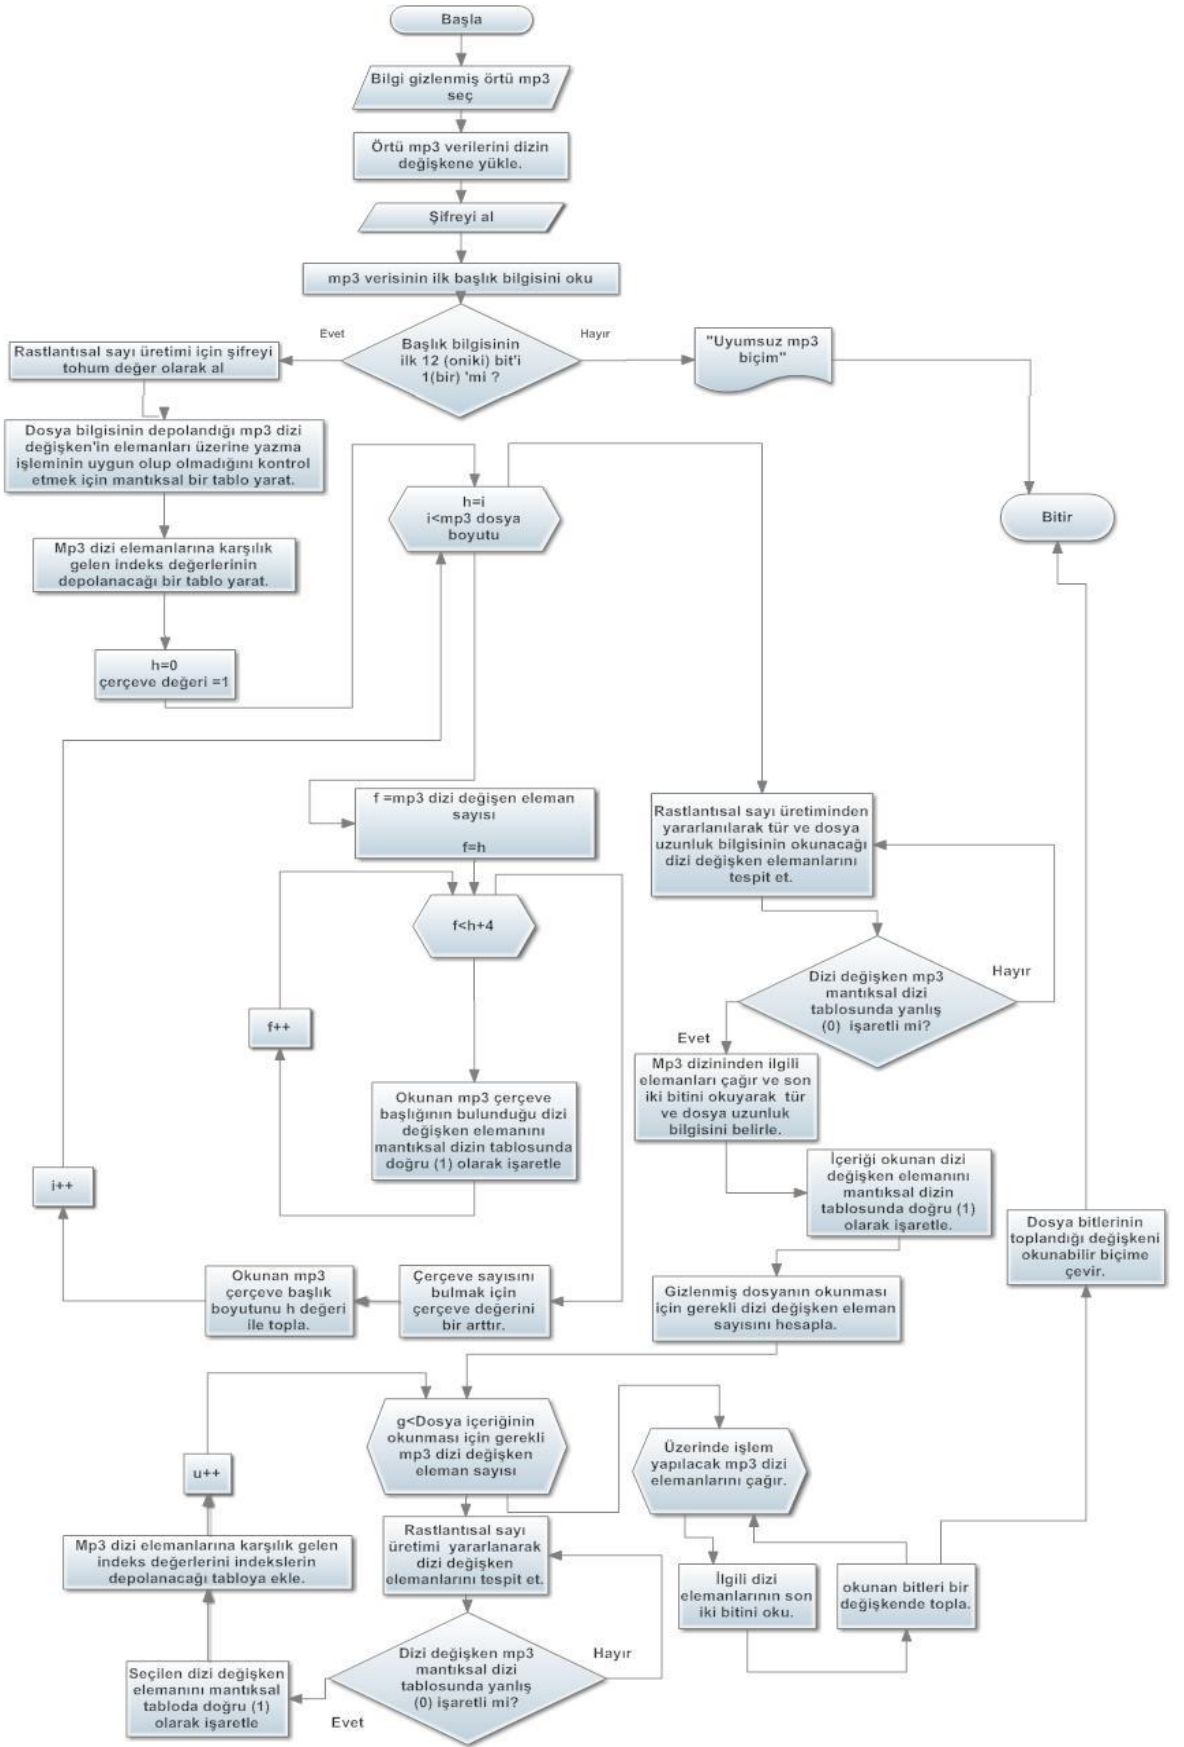 Başla
Bilgi gizlenmiş örtü mp3
seç
Örtü mp3 verilerini dizin
değişkene yükle.
Şifreyi al
mp3 verisinin ilk başlık bilgisini oku
Evet
Başlık bilgisinin
ilk 12 (oniki) bit'i
1(bir) 'mi ?
Hayır
"Uyumsuz mp3
biçim"
Rastlantısal sayı üretimi için şifreyi
tohum değer olarak al
Dosya bilgisinin depolandığı mp3 dizi
değişken'in elemanları üzerine yazma
işleminin uygun olup olmadığını kontrol
etmek için mantıksal bir tablo yarat.
h=i
i<mp3 dosya
boyutu
Bitir
Mp3 dizi elemanlarına karşılık
gelen indeks değerlerinin
depolanacağı bir tablo yarat.
h=0
çerçeve değeri =1
f =mp3 dizi değişen eleman
sayısı
f=h
Rastlantısal sayı üretiminden
yararlanılarak tür ve dosya
uzunluk bilgisinin okunacağı
dizi değişken elemanlarını
tespit et.
f<h+4
Dizi değişken mp3
mantıksal dizi
tablosunda yanlış
(0) işaretli mi?
Hayır
f++
Evet
Mp3 dizininden ilgili
elemanları çağır ve son
iki bitini okuyarak tür
ve dosya uzunluk
bilgisini belirle.
Okunan mp3 çerçeve
başlığının bulunduğu dizi
değişken elemanını
mantıksal dizin tablosunda
doğru (1) olarak işaretle
İçeriği okunan dizi
değişken elemanını
mantıksal dizin
tablosunda doğru (1)
olarak işaretle.
i++
Dosya bitlerinin
toplandığı değişkeni
okunabilir biçime
çevir.
Okunan mp3
çerçeve başlık
boyutunu h değeri
ile topla.
Çerçeve sayısını
bulmak için
çerçeve değerini
bir arttır.
Gizlenmiş dosyanın okunması
için gerekli dizi değişken eleman
sayısını hesapla.
g<Dosya içeriğinin
okunması için gerekli
mp3 dizi değişken
eleman sayısı
Üzerinde işlem
yapılacak mp3 dizi
elemanlarını çağır.
u++
Rastlantısal sayı
üretimi yararlanarak
dizi değişken
elemanlarını tespit et.
Mp3 dizi elemanlarına karşılık gelen
indeks değerlerini indekslerin
depolanacağı tabloya ekle.
İlgili dizi
elemanlarının son
iki bitini oku.
okunan bitleri bir
değişkende topla.
Dizi değişken mp3
mantıksal dizi
tablosunda yanlış
(0) işaretli mi?
Hayır
Seçilen dizi değişken
elemanını mantıksal
tabloda doğru (1)
olarak işaretle
Evet